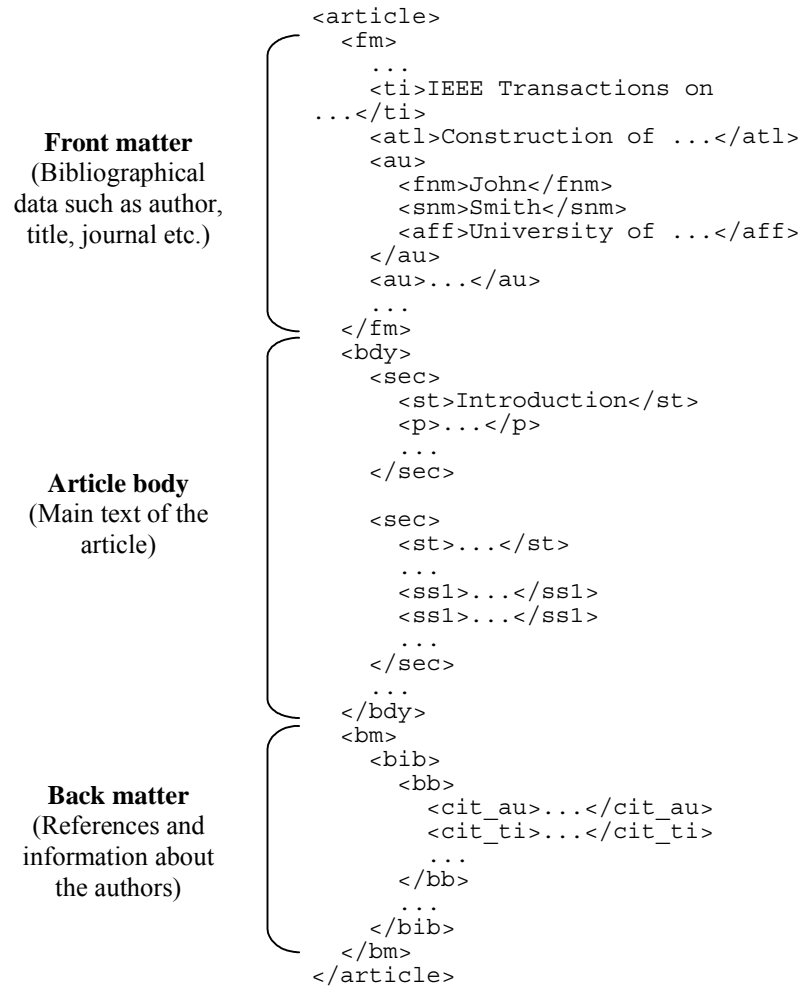 <article>
<fm>
...
<ti>IEEE Transactions on
...</ti>
<atl>Construction of ...</atl>
<au>
<fnm>John</fnm>
<snm>Smith</snm>
<aff>University of ...</aff>
</au>
<au>...</au>
...
</fm>
Front matter
(Bibliographical
data such as author,
title, journal etc.)
<bdy>
<sec>
<st>Introduction</st>
<p>...</p>
...
</sec>
<sec>
<st>...</st>
...
<ss1>...</ss1>
<ss1>...</ss1>
...
</sec>
...
</bdy>
Article body
(Main text of the
article)
<bm>
<bib>
<bb>
<cit_au>...</cit_au>
<cit_ti>...</cit_ti>
...
</bb>
...
</bib>
</bm>
Back matter
(References and
information about
the authors)
</article>